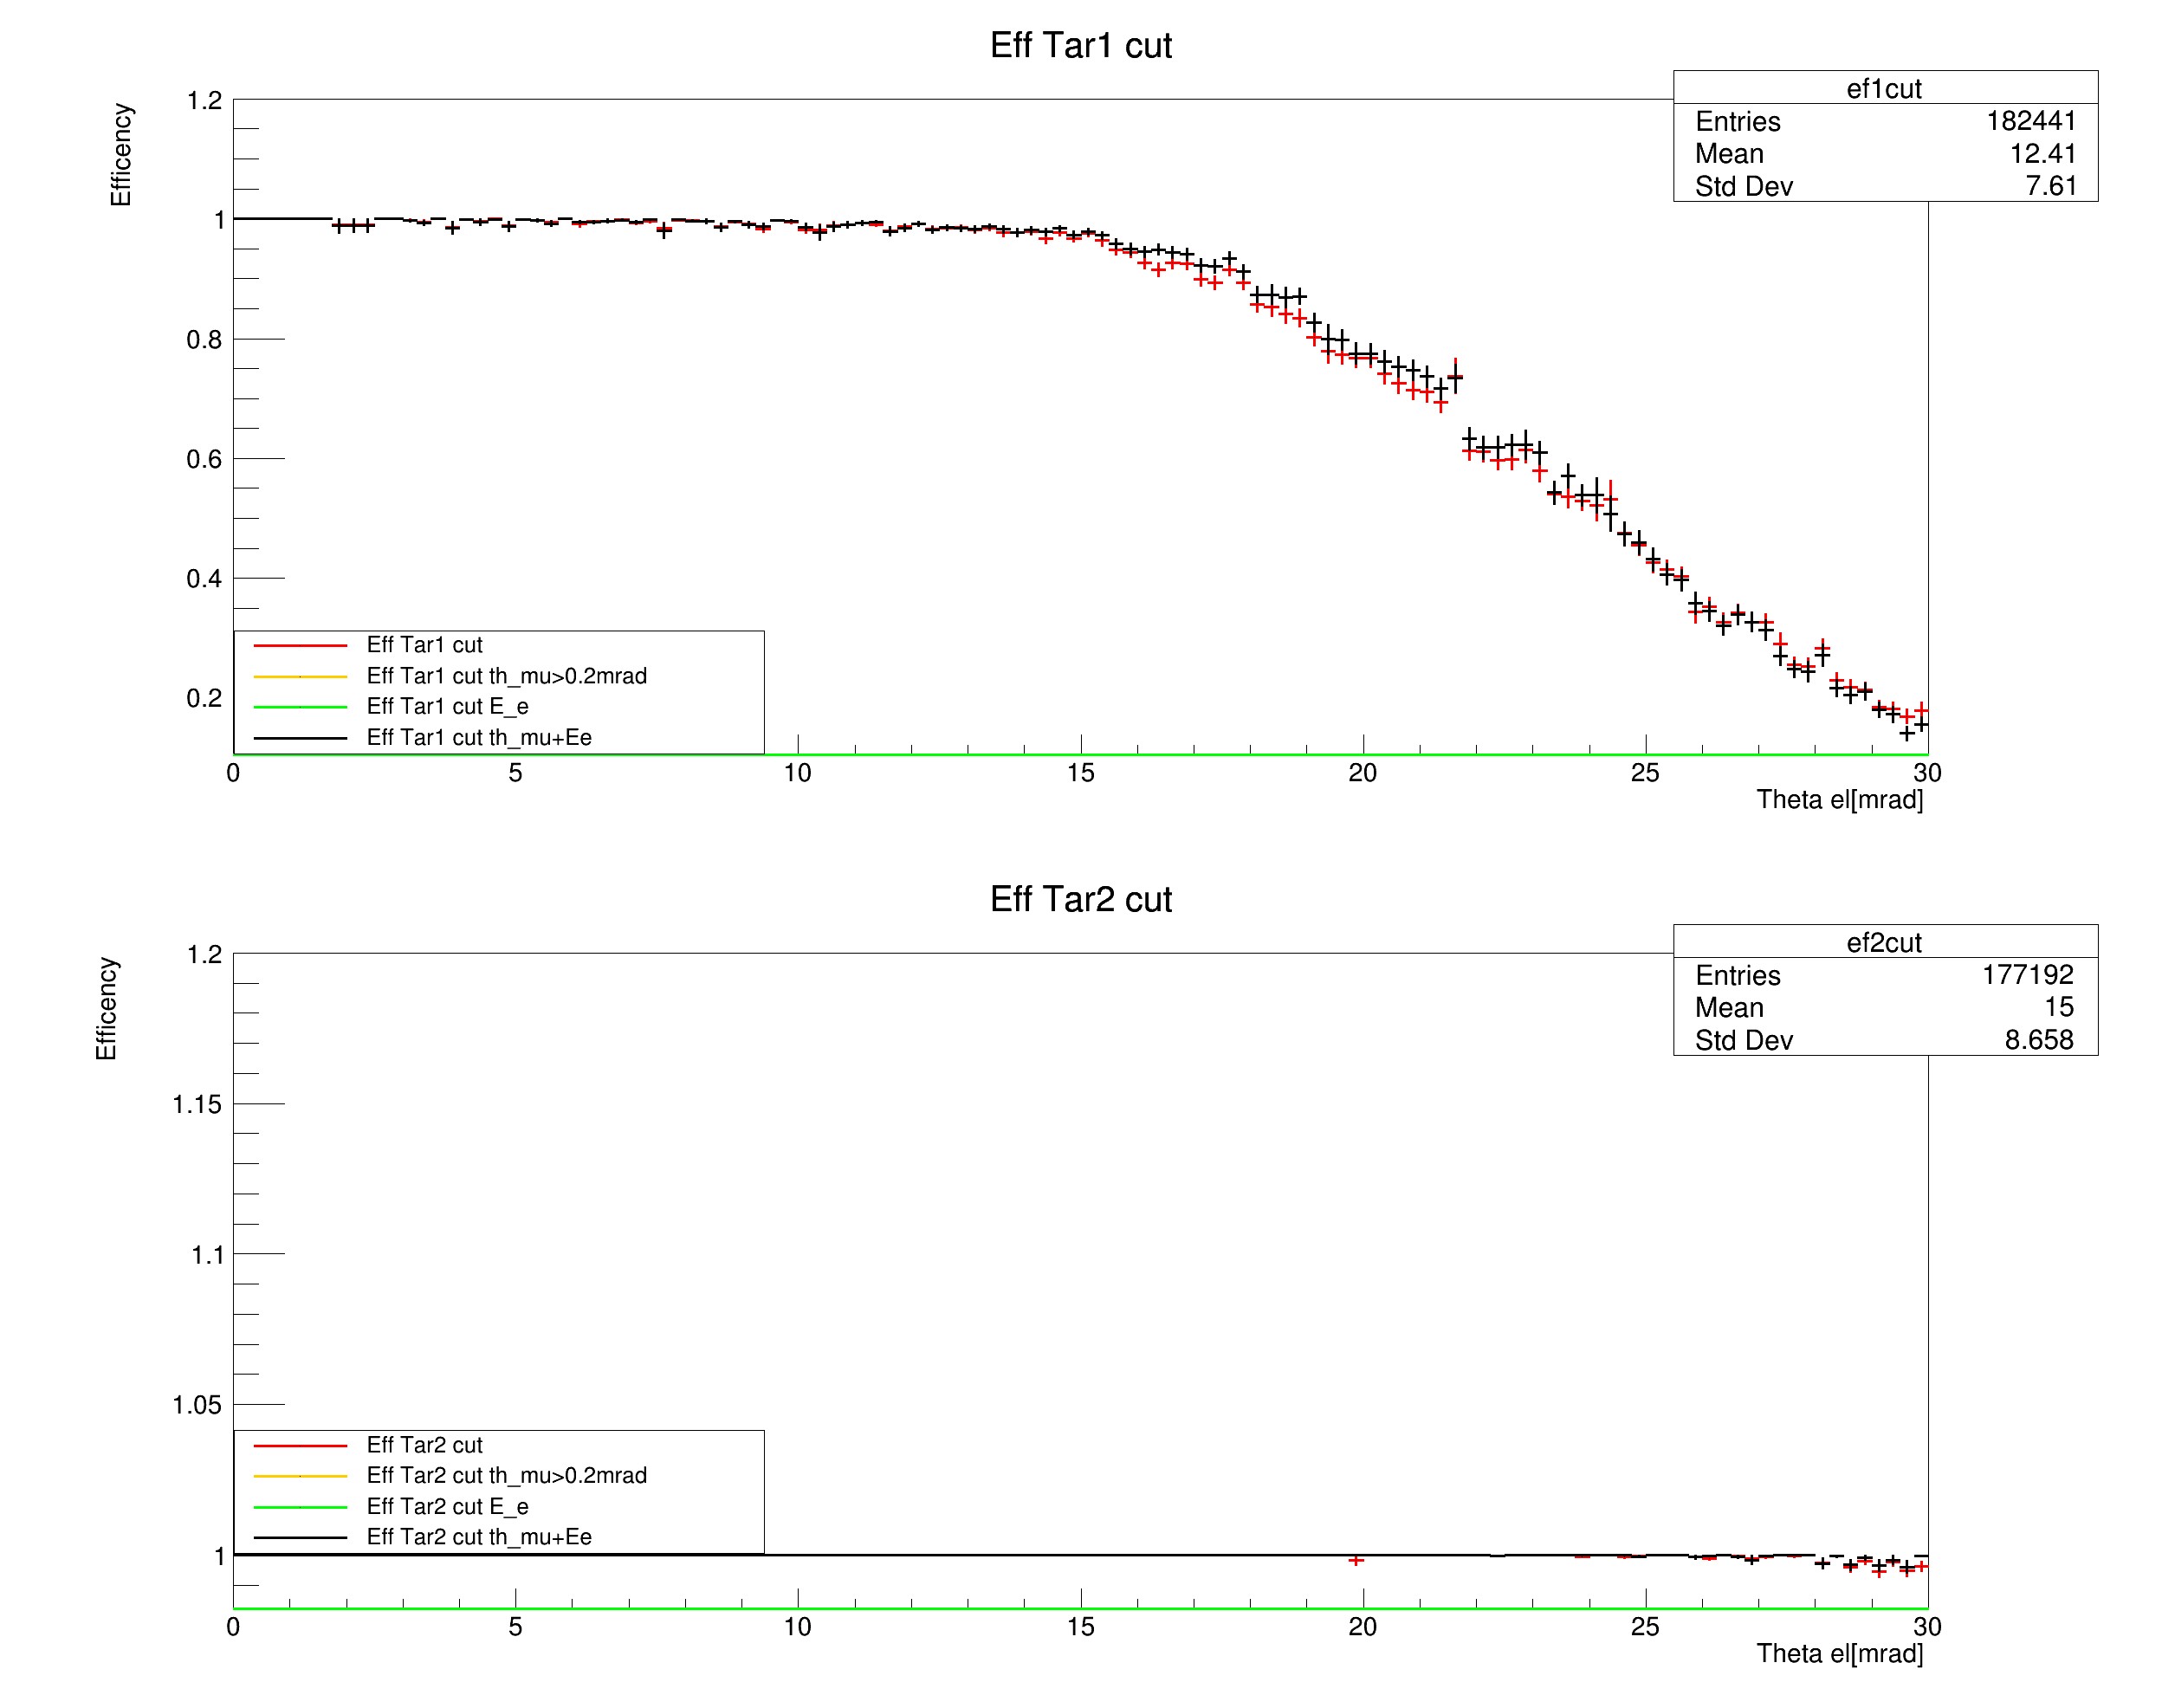 Eff Tar1 cut
ef1cut
Entries 182441
Mean 12.41
Std Dev 7.61
Efficency
1.2
1
0.8
0.6
0.4
0.2
Eff Tar1 cut
Eff Tar1 cut th_mu>0.2mrad
Eff Tar1 cut E_e
Eff Tar1 cut th_mu+Ee
0 5 10 15 20 25 30
Theta el[mrad]
Eff Tar2 cut
ef2cut
Entries 177192
Mean 15
Std Dev 8.658
Efficency
1.2
1.15
1.1
1.05
1
Eff Tar2 cut
Eff Tar2 cut th_mu>0.2mrad
Eff Tar2 cut E_e
Eff Tar2 cut th_mu+Ee
0 5 10 15 20 25 30
Theta el[mrad]